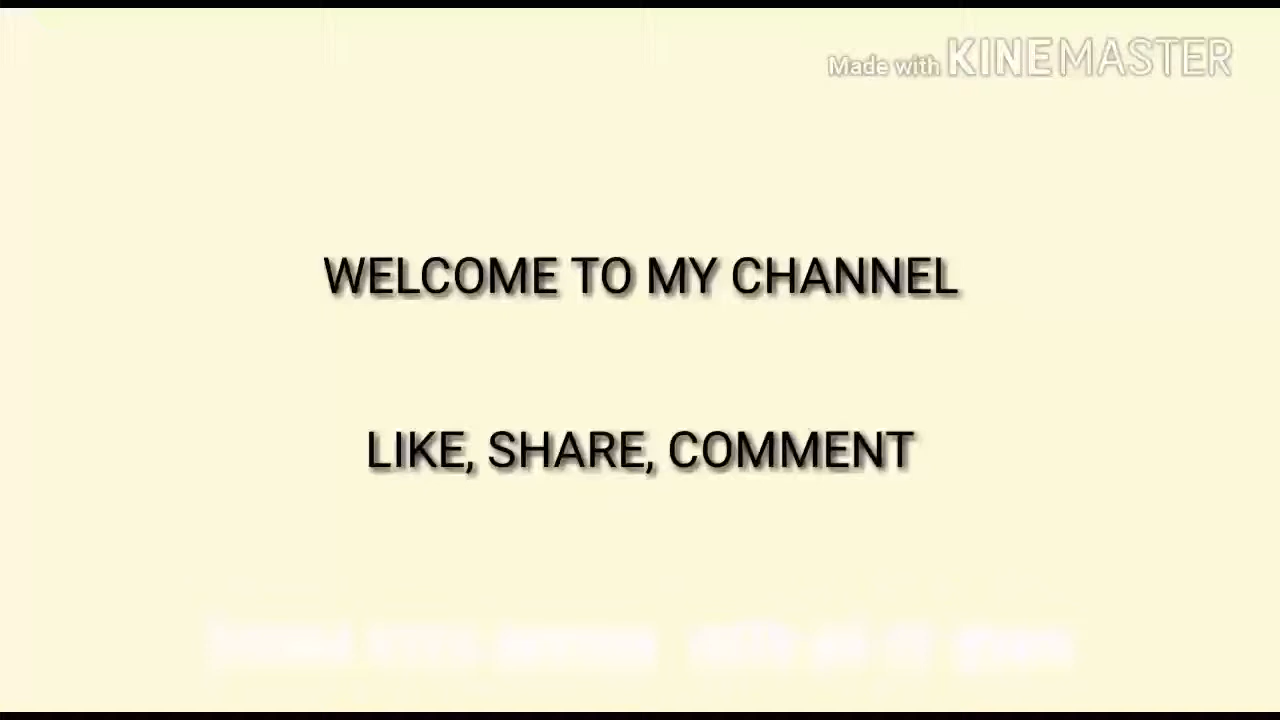 Made with KINEMASTER
WELCOME TO MY CHANNEL
LIKE, SHARE, COMMENT